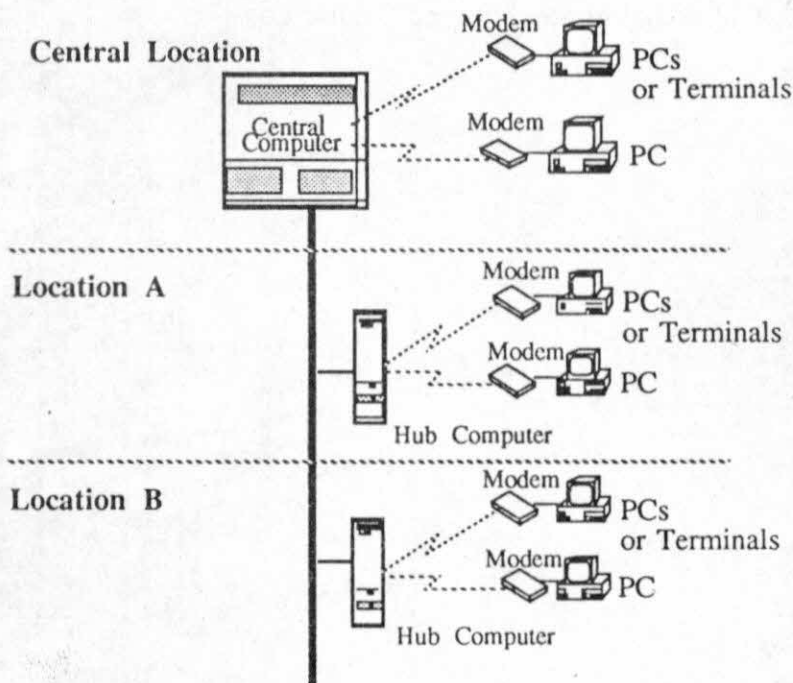 Central Location
Modem
PCs
or Terminals
Central
Computer
Modem
PC
Location A
Modem
PCs
or Terminals
Modem
PC
Hub Computer
Location B
Modem
PCs
or Terminals
Modem
PC
Hub Computer